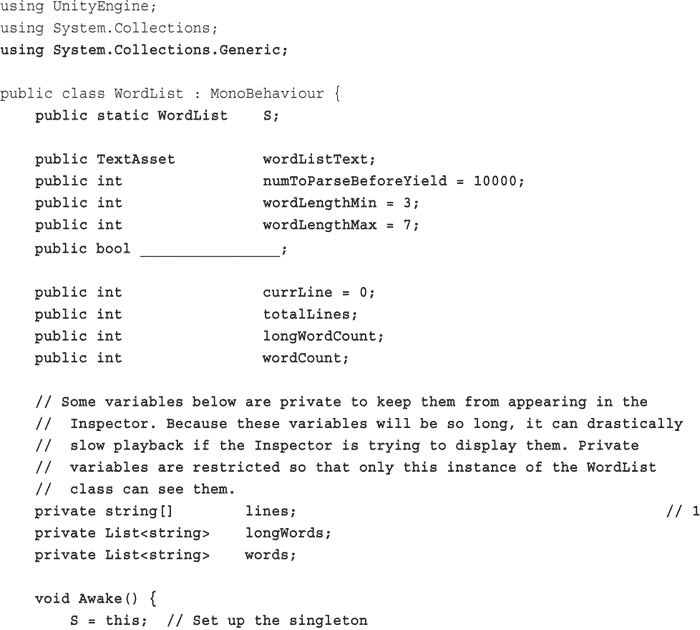 using UnityEngine;
using System.Collections;
using System.Collections.Generic;

public class WordList : MonoBehaviour {
    public static WordList    S;

    public TextAsset          wordListText;
    public int                numToParseBeforeYield = 10000;
    public int                wordLengthMin = 3;
    public int                wordLengthMax = 7;
    public bool ________________;

    public int                currLine = 0;
    public int                totalLines;
    public int                longWordCount;
    public int                wordCount;

    // Some variables below are private to keep them from appearing in the
    //  Inspector. Because these variables will be so long, it can drastically
    //  slow playback if the Inspector is trying to display them. Private
    //  variables are restricted so that only this instance of the WordList
    //  class can see them.
    private string[]        lines;                                          // 1
    private List<string>    longWords;
    private List<string>    words;

    void Awake() {
        S = this;  // Set up the singleton